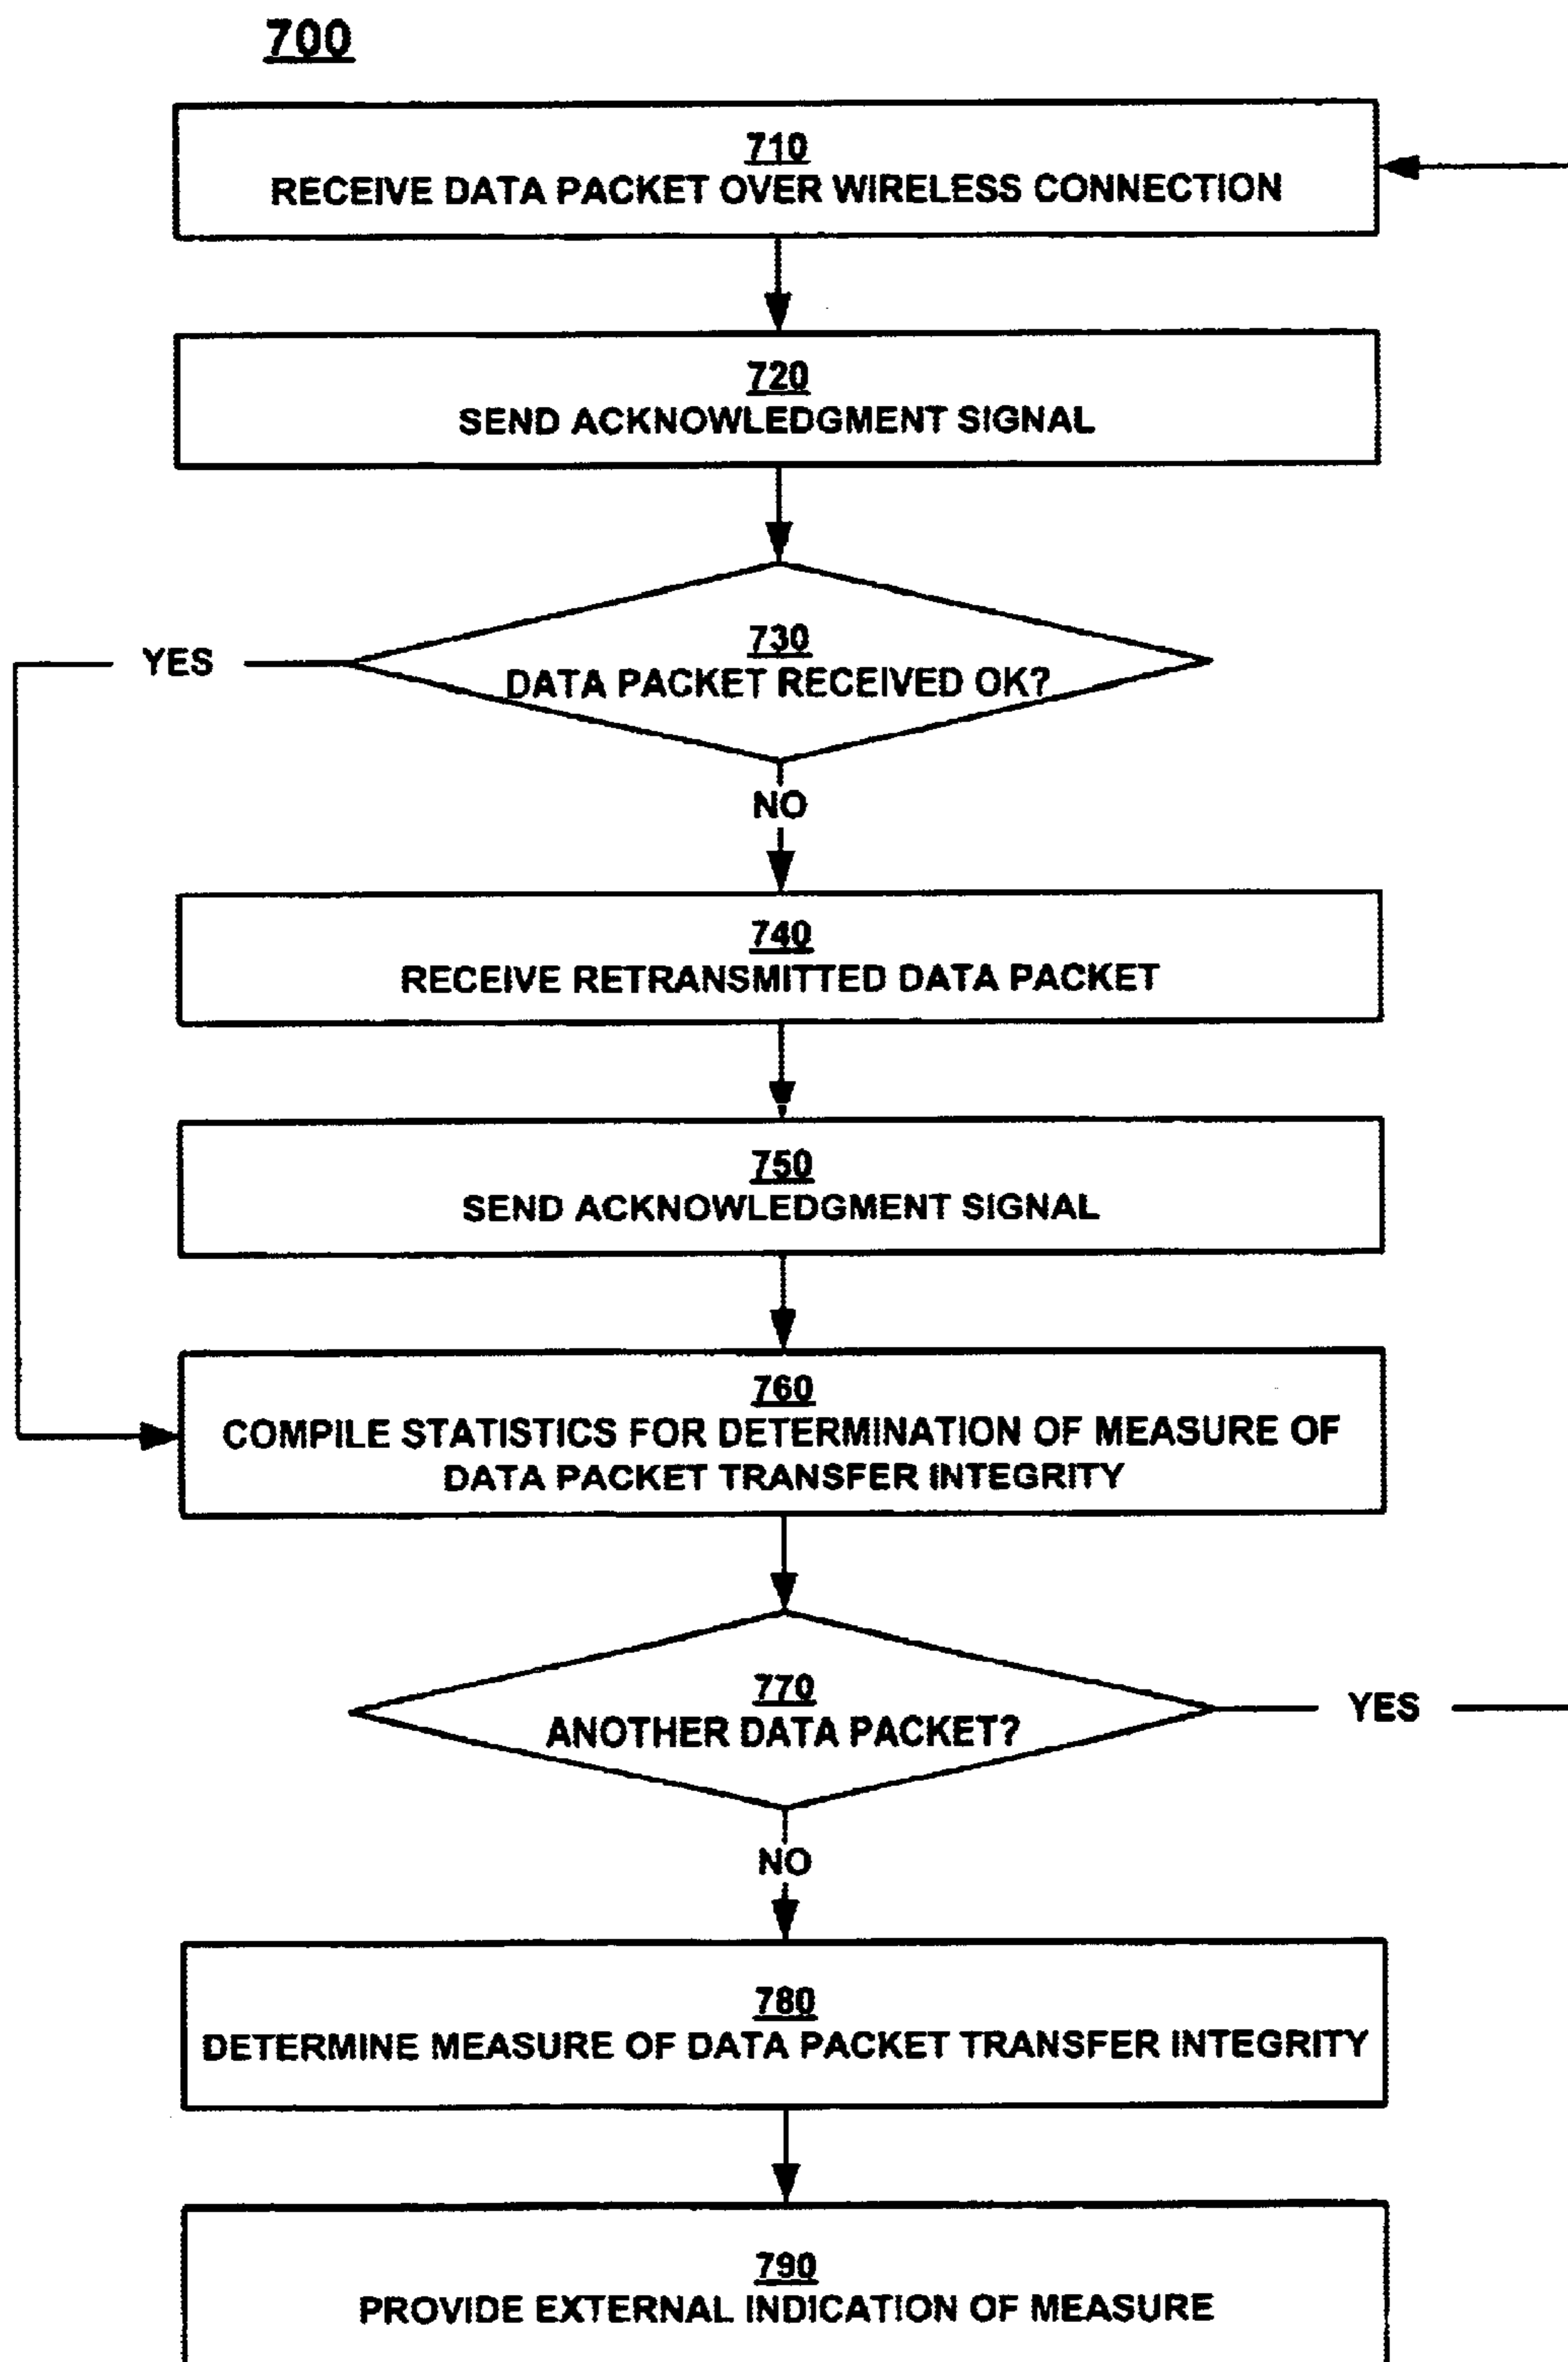 700
710
RECEIVE DATA PACKET OVER WIRELESS CONNECTION
720
SEND ACKNOWLEDGMENT SIGNAL
730
DATA PACKET RECEIVED OK?
YES
NO
740
RECEIVE RETRANSMITTED DATA PACKET
750
SEND ACKNOWLEDGMENT SIGNAL
760
COMPILE STATISTICS FOR DETERMINATION OF MEASURE OF
DATA PACKET TRANSFER INTEGRITY
770
ANOTHER DATA PACKET?
YES
NO
780
DETERMINE MEASURE OF DATA PACKET TRANSFER INTEGRITY
790
PROVIDE EXTERNAL INDICATION OF MEASURE